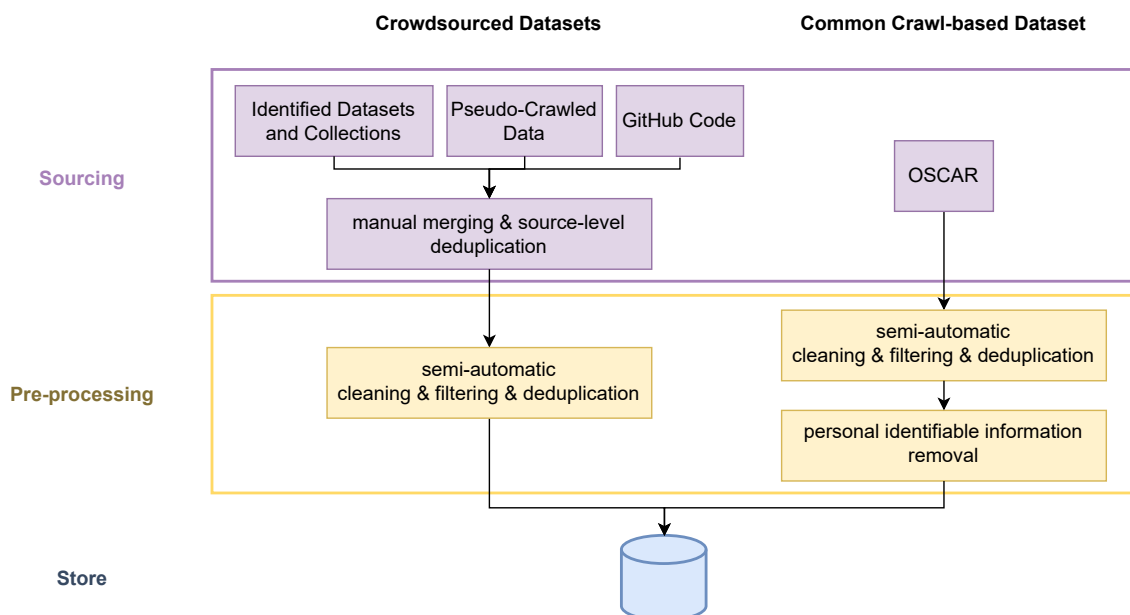 Crowdsourced Datasets
Common Crawl-based Dataset
Sourcing
Identified Datasets
and Collections
Pseudo-Crawled
Data
GitHub Code
OSCAR
manual merging & source-level
deduplication
Pre-processing
semi-automatic
cleaning & filtering & deduplication
semi-automatic
cleaning & filtering & deduplication
personal identifiable information
removal
Store